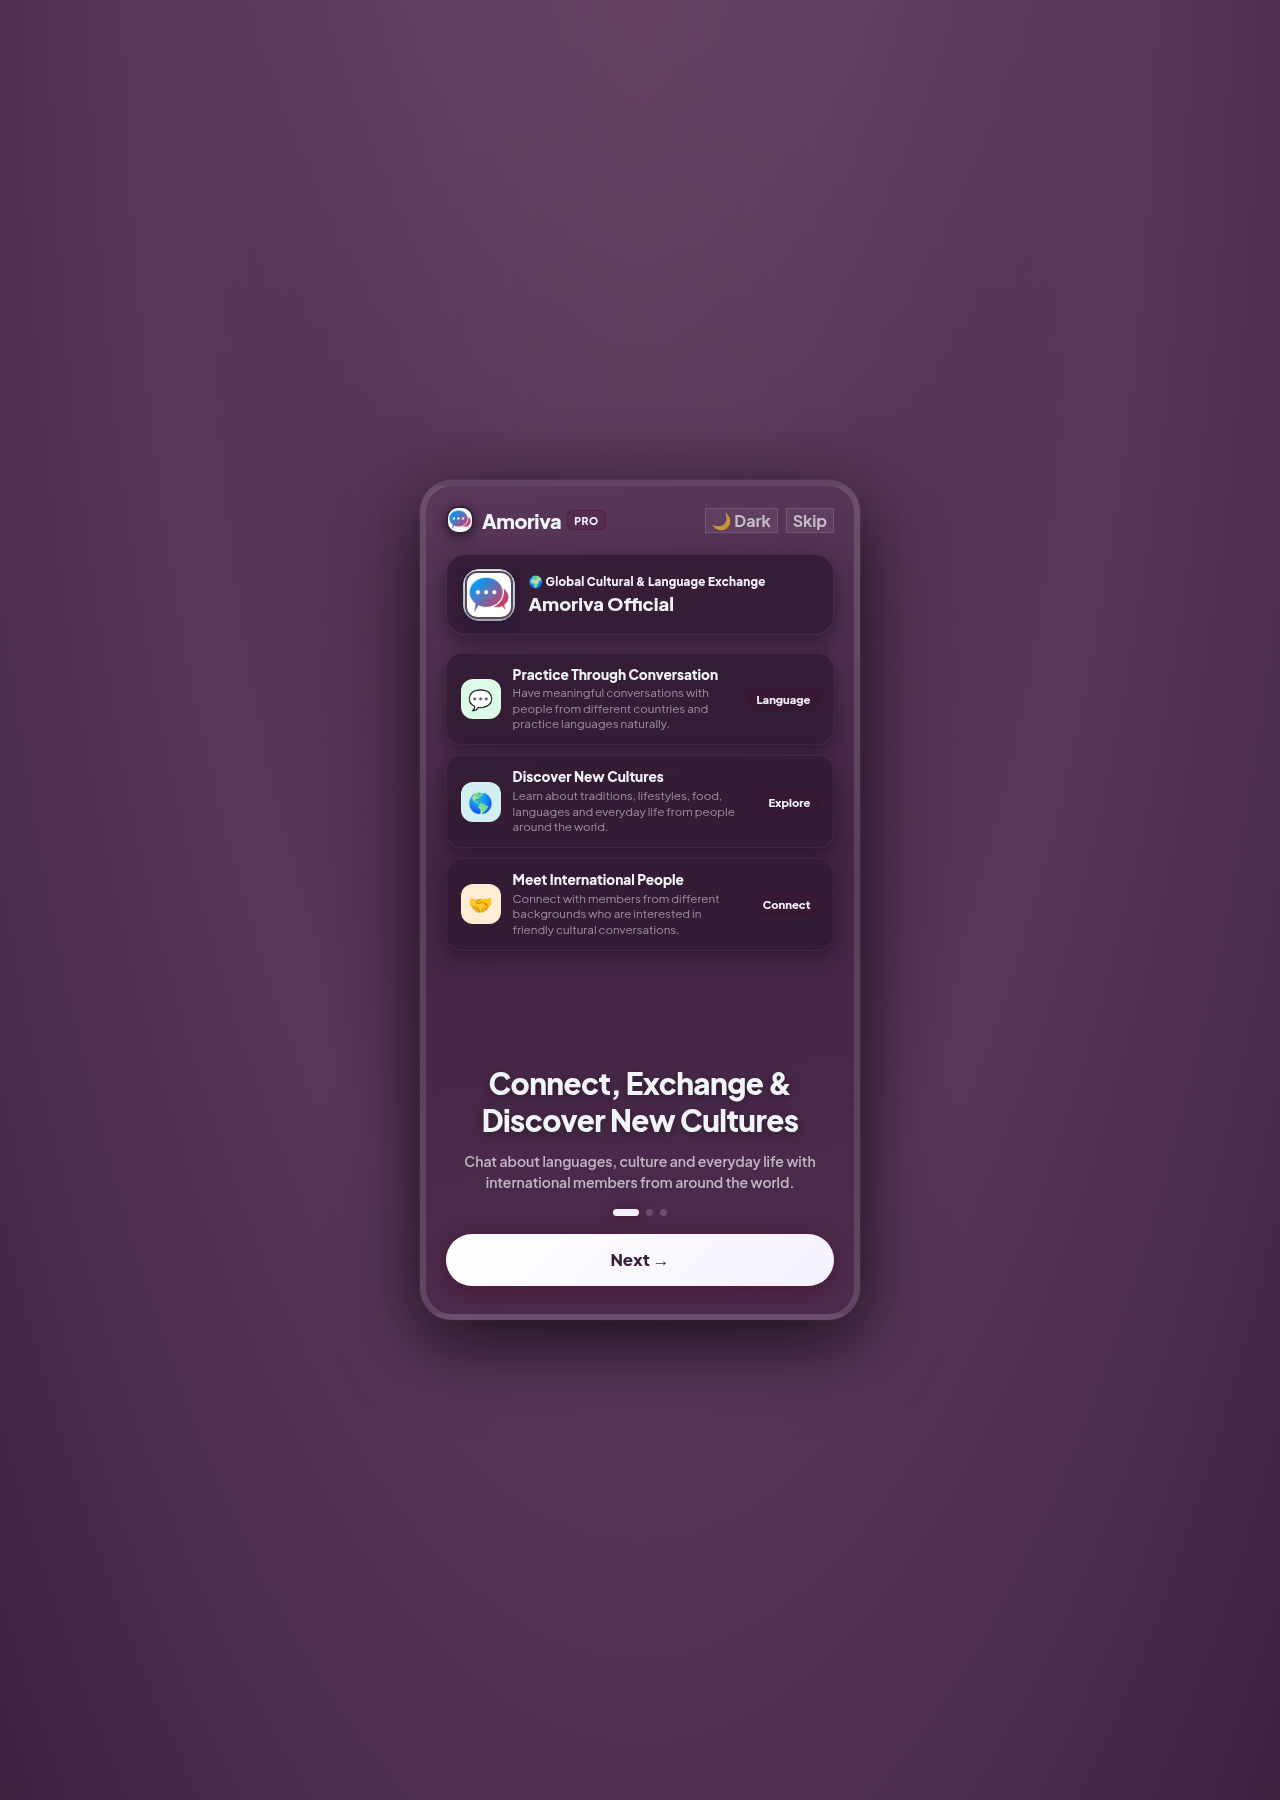 Amoriva PRO
🌙 Dark
Skip
🌍 Global Cultural & Language Exchange
Amoriva Official
Practice Through Conversation
Have meaningful conversations with
people from different countries and
practice languages naturally.
Language
Discover New Cultures
Learn about traditions, lifestyles, food,
languages and everyday life from people
around the world.
Explore
Meet International People
Connect with members from different
backgrounds who are interested in
friendly cultural conversations.
Connect
Connect, Exchange &
Discover New Cultures
Chat about languages, culture and everyday life with
international members from around the world.
Next →